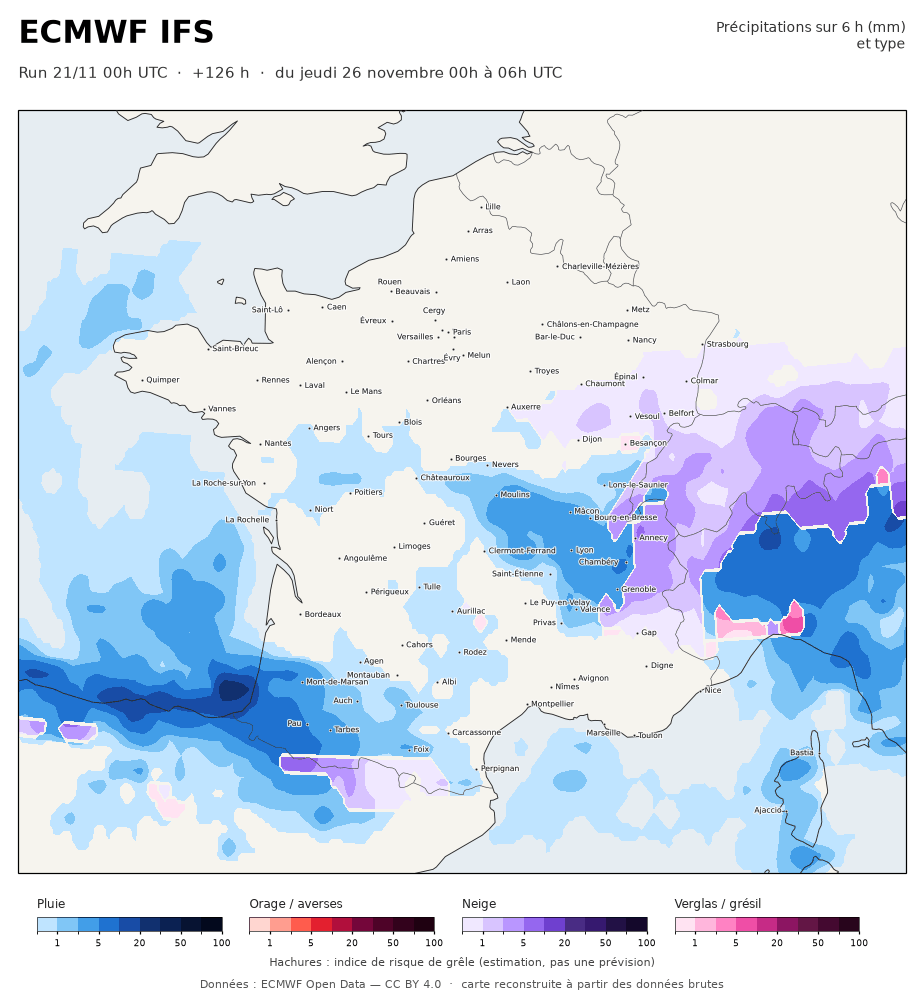 ECMWF IFS
Précipitations sur 6 h (mm)
et type
Run 21/11 00h UTC · +126 h · du jeudi 26 novembre 00h à 06h UTC
Lille
Arras
Amiens
Charleville-Mézières
Rouen
Laon
Beauvais
Saint-Lô
Caen
Cergy
Metz
Évreux
Châlons-en-Champagne
Paris
Versailles
Bar-le-Duc
Nancy
Strasbourg
Saint-Brieuc
Évry
Melun
Alençon
Chartres
Troyes
Épinal
Quimper
Rennes
Laval
Chaumont
Colmar
Le Mans
Orléans
Vannes
Auxerre
Vesoul
Belfort
Blois
Angers
Tours
Dijon
Nantes
Besançon
Bourges
Nevers
Châteauroux
La Roche-sur-Yon
Lons-le-Saunier
Poitiers
Moulins
Niort
Mâcon
La Rochelle
Bourg-en-Bresse
Guéret
Annecy
Limoges
Clermont-Ferrand
Lyon
Angoulême
Chambéry
Saint-Étienne
Tulle
Grenoble
Périgueux
Le Puy-en-Velay
Valence
Bordeaux
Aurillac
Privas
Gap
Mende
Cahors
Rodez
Agen
Digne
Montauban
Avignon
Mont-de-Marsan
Albi
Nîmes
Nice
Auch
Toulouse
Montpellier
Pau
Tarbes
Carcassonne
Marseille
Toulon
Foix
Bastia
Perpignan
Ajaccio
Pluie
Orage / averses
Neige
Verglas / grésil
1 5 20 50 100
1 5 20 50 100
1 5 20 50 100
1 5 20 50 100
Hachures : indice de risque de grêle (estimation, pas une prévision)
Données : ECMWF Open Data — CC BY 4.0 · carte reconstruite à partir des données brutes